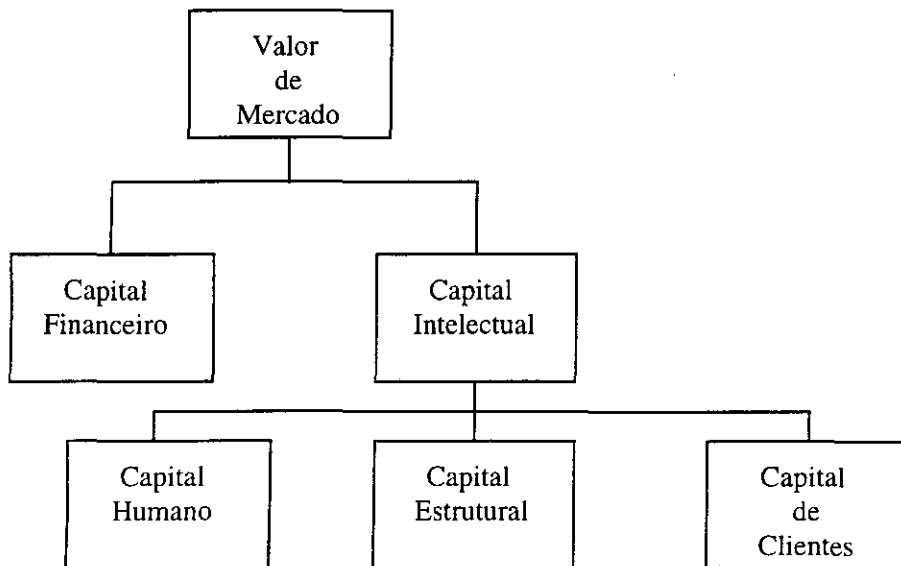 Valor
de
Mercado
Capital
Financeiro
Capital
Intelectual
Capital
Humano
Capital
Estrutural
Capital
de
Clientes